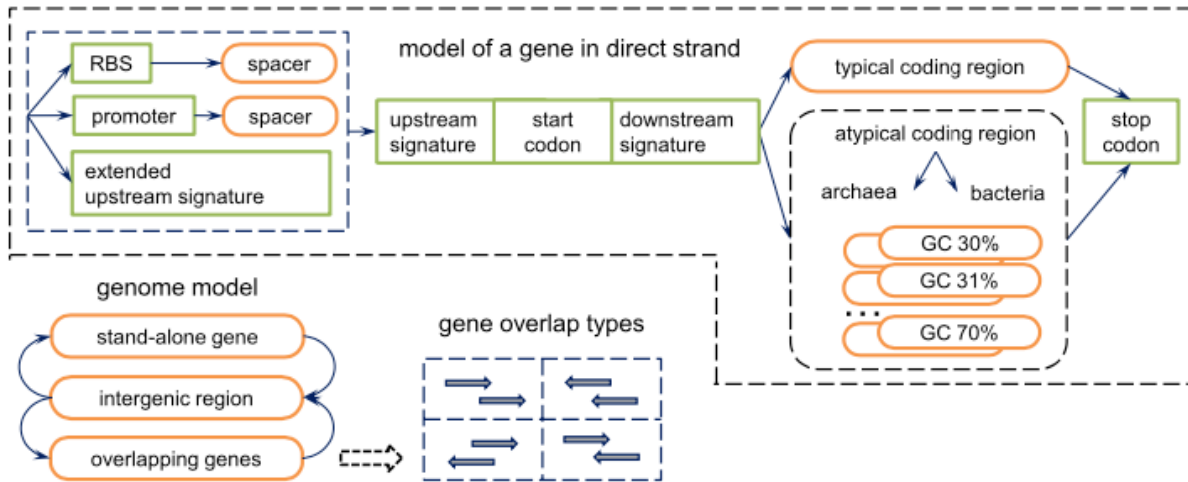 model of a gene in direct strand
RBS
spacer
promoter
spacer
extended
upstream signature
upstream
signature
start
codon
downstream
signature
typical coding region
atypical coding region
archaea
bacteria
GC 30%
GC 31%
...
GC 70%
stop
codon
genome model
stand-alone gene
intergenic region
overlapping genes
gene overlap types